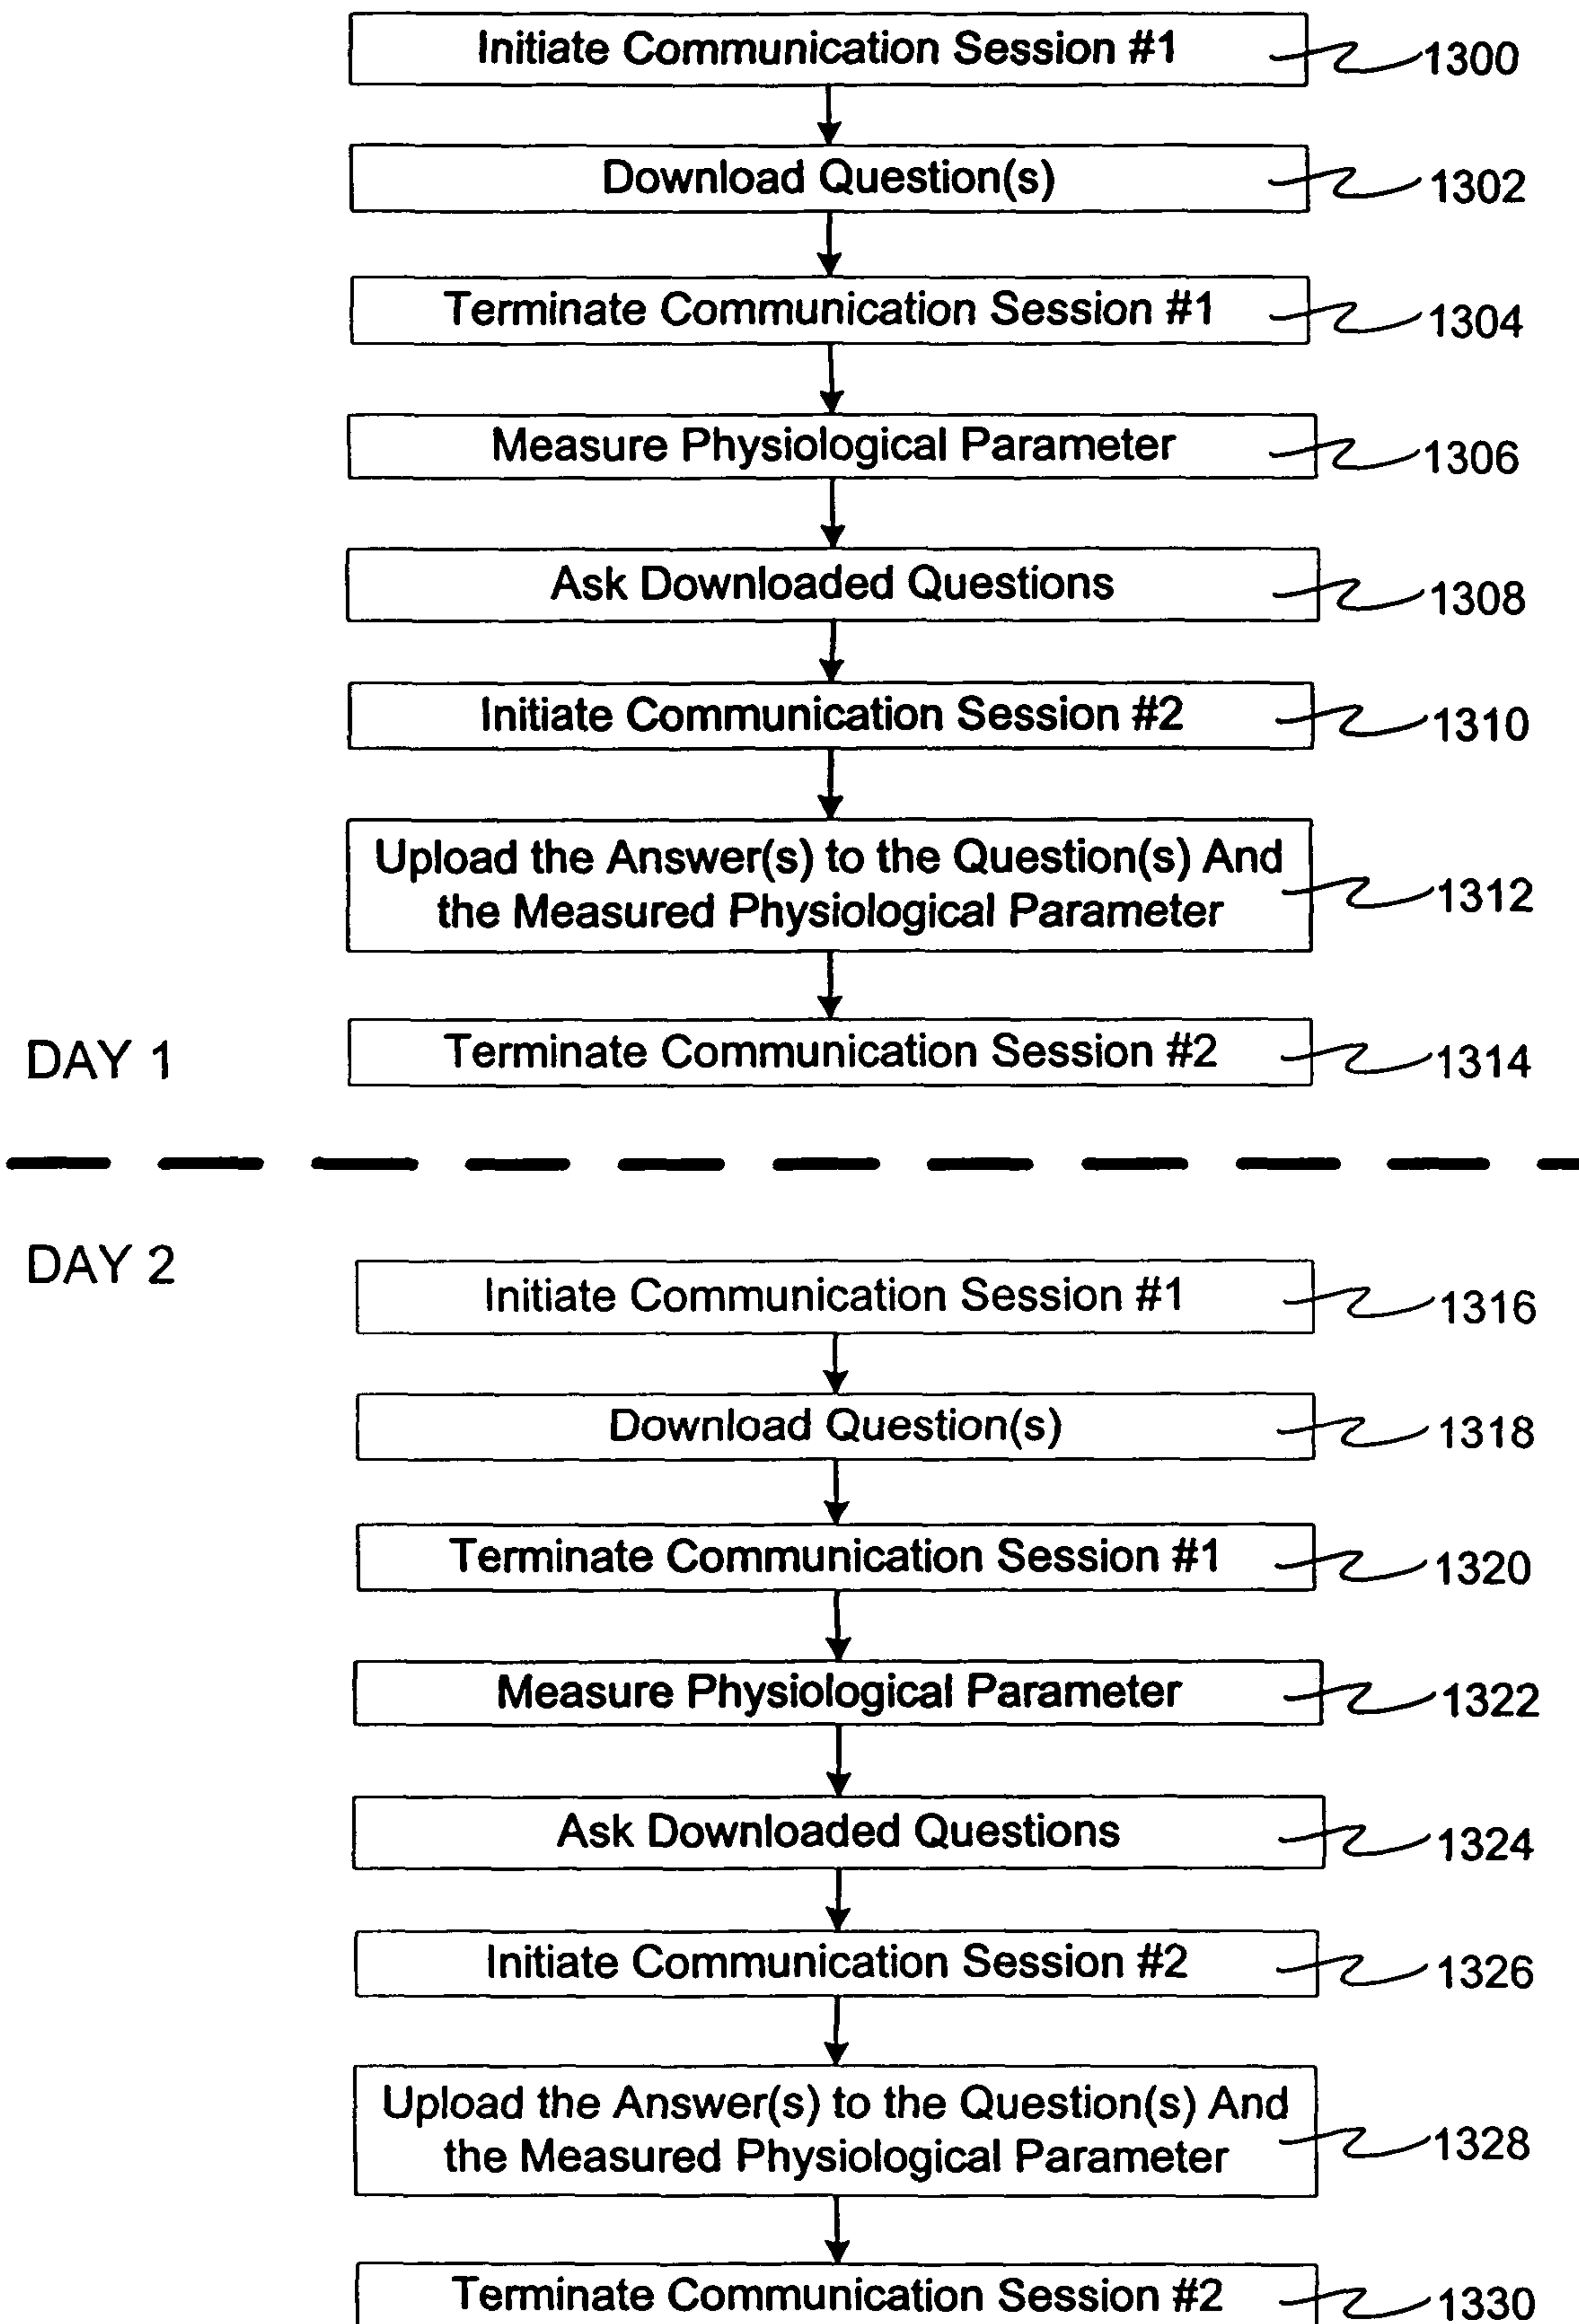 Initiate Communication Session #1 1300
Download Question(s) 1302
Terminate Communication Session #1 1304
Measure Physiological Parameter 1306
Ask Downloaded Questions 1308
Initiate Communication Session #2 1310
Upload the Answer(s) to the Question(s) And
the Measured Physiological Parameter 1312
DAY 1
Terminate Communication Session #2 1314
DAY 2
Initiate Communication Session #1 1316
Download Question(s) 1318
Terminate Communication Session #1 1320
Measure Physiological Parameter 1322
Ask Downloaded Questions 1324
Initiate Communication Session #2 1326
Upload the Answer(s) to the Question(s) And
the Measured Physiological Parameter 1328
Terminate Communication Session #2 1330